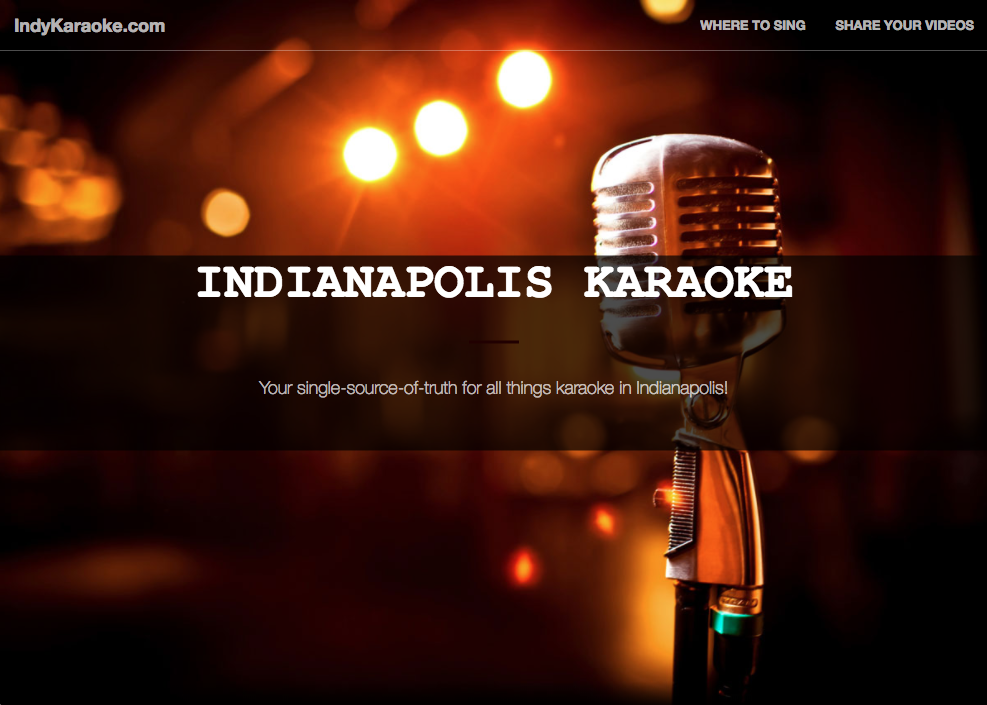 IndyKaraoke.com
WHERE TO SING
SHARE YOUR VIDEOS
INDIANAPOLIS KARAOKE
Your single-source-of-truth for all things karaoke in Indianapolis!